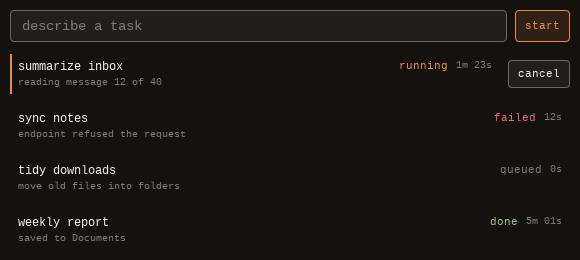 describe a task start
summarize inbox running 1m 23s cancel
reading message 12 of 40
sync notes failed 12s
endpoint refused the request
tidy downloads queued 0s
move old files into folders
weekly report done 5m 01s
saved to Documents